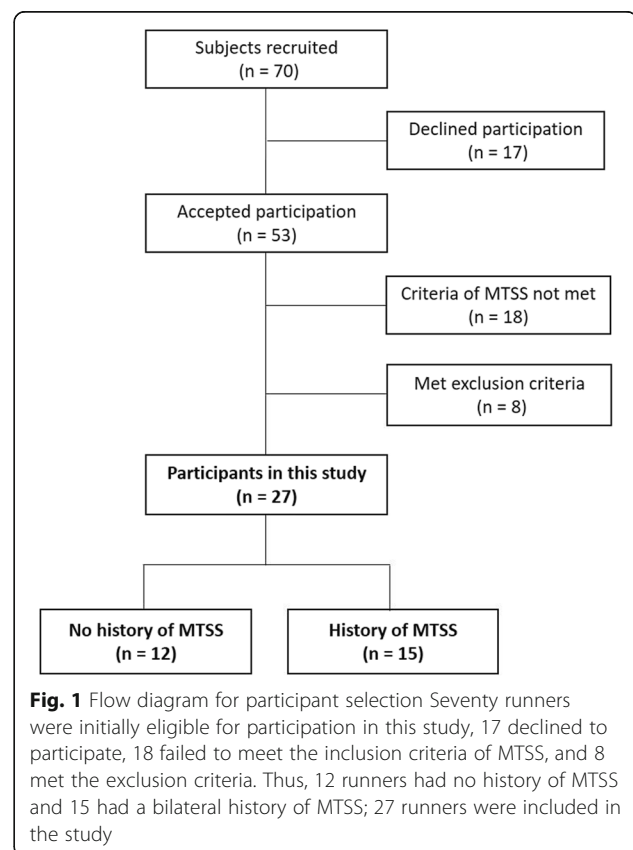 Subjects recruited
(n = 70)
Declined participation
(n = 17)
Accepted participation
(n = 53)
Criteria of MTSS not met
(n = 18)
Met exclusion criteria
(n = 8)
Participants in this study
(n = 27)
No history of MTSS
(n = 12)
History of MTSS
(n = 15)
Fig. 1 Flow diagram for participant selection Seventy runners
were initially eligible for participation in this study, 17 declined to
participate, 18 failed to meet the inclusion criteria of MTSS, and 8
met the exclusion criteria. Thus, 12 runners had no history of MTSS
and 15 had a bilateral history of MTSS; 27 runners were included in
the study